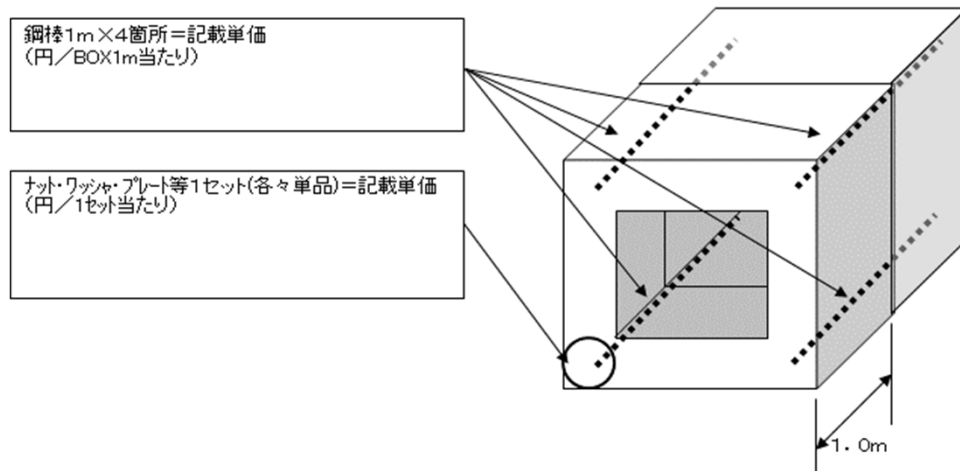 鋼棒1m×4箇所=記載単価
(円/BOX1m当たり)
ナット・ワッシャ・プレート等1セット(各々単品)=記載単価
(円/1セット当たり)
1.0m